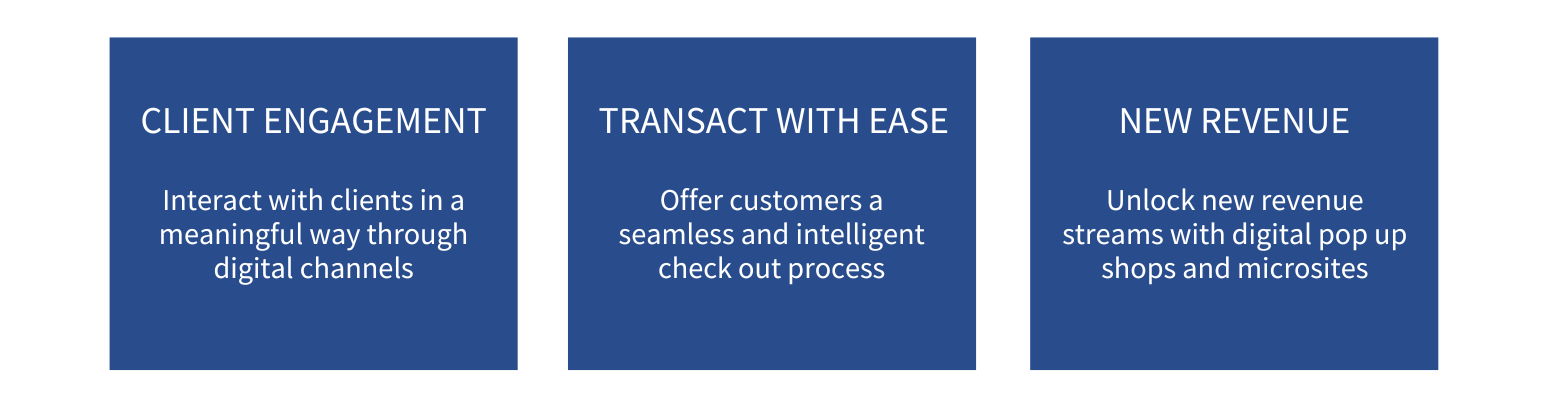 CLIENT ENGAGEMENT
Interact with clients in a
meaningful way through
digital channels
TRANSACT WITH EASE
Offer customers a
seamless and intelligent
check out process
NEW REVENUE
Unlock new revenue
streams with digital pop up
shops and microsites